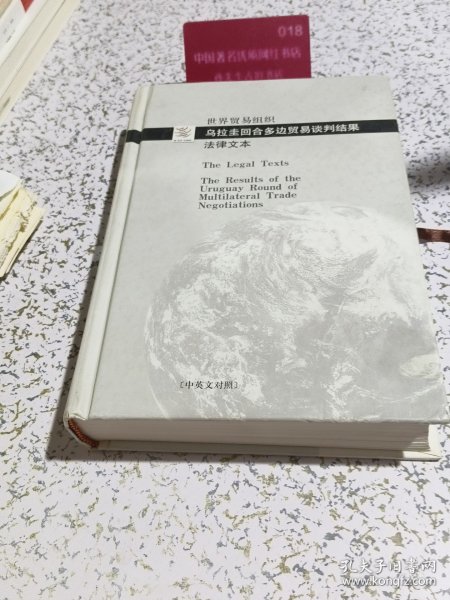 018
中国著名优质网红书店
世界贸易组织
乌拉圭回合多边贸易谈判结果
法律文本
The Legal Texts
The Results of the
Uruguay Round of
Multilateral Trade
Negotiations
[中英文对照]
孔夫子旧书网
www.kongfz.com